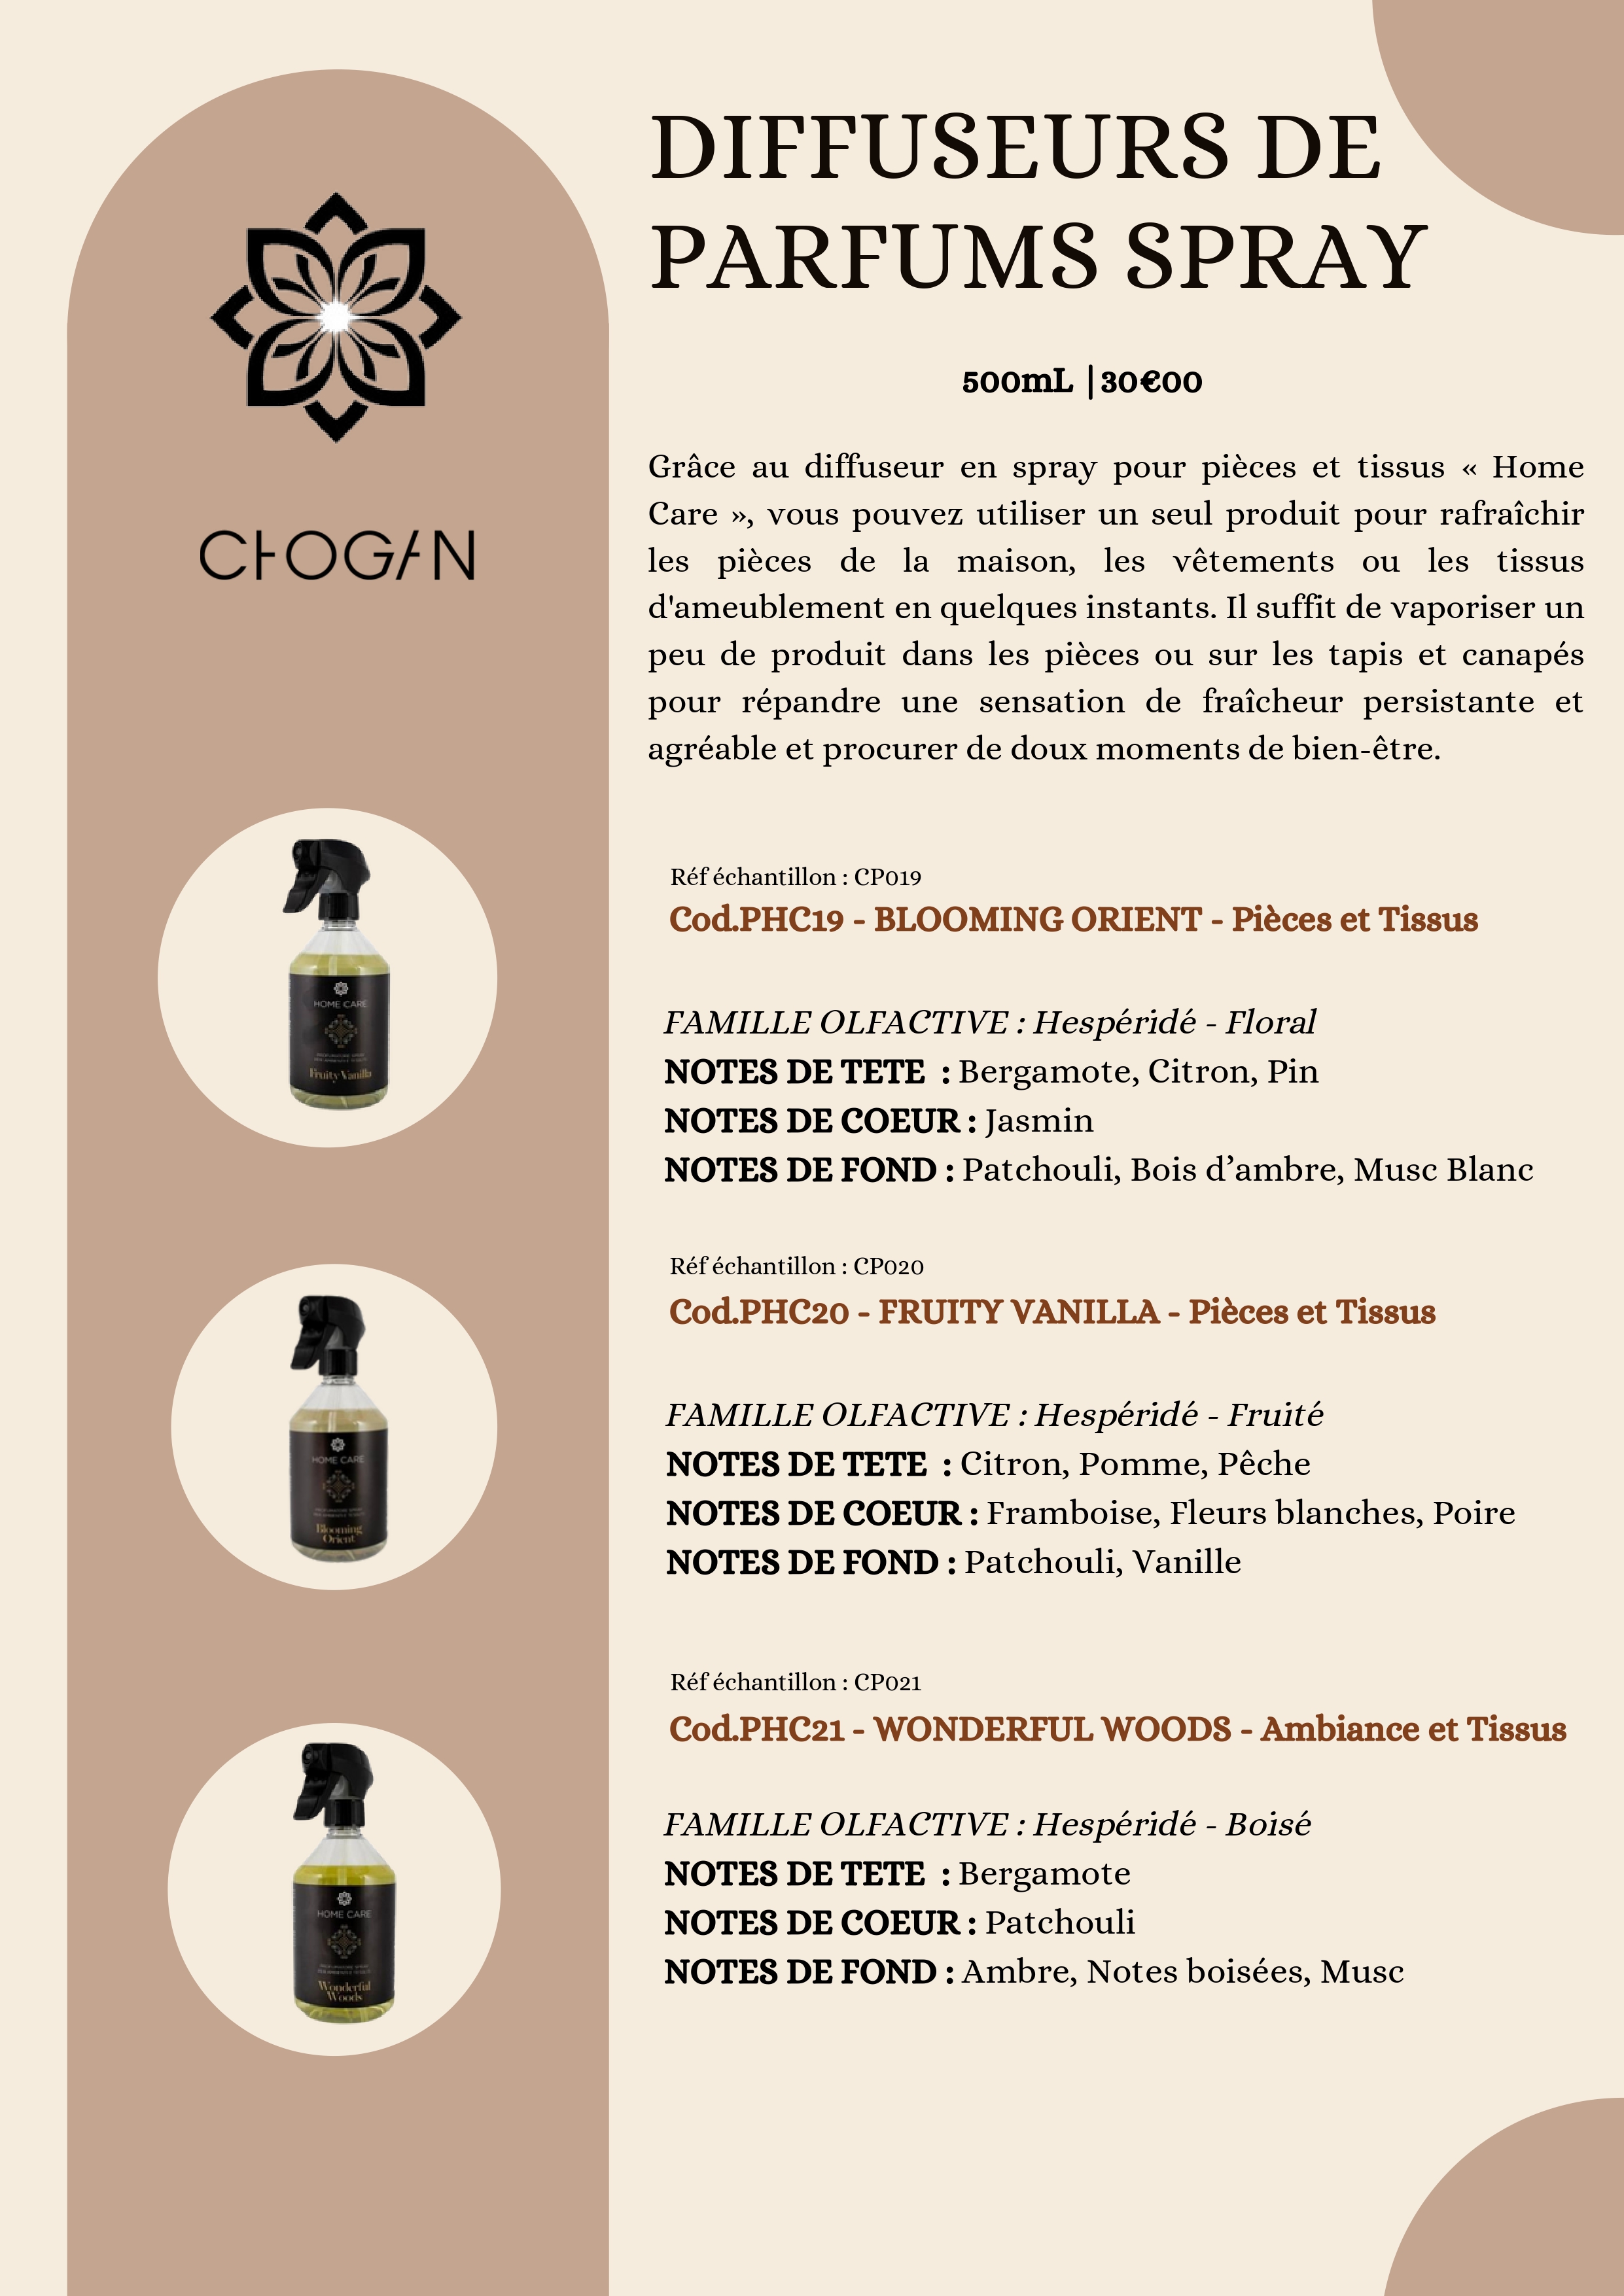 CHOGAN
DIFFUSEURS DE
PARFUMS SPRAY
500mL |30€00
Grâce au diffuseur en spray pour pièces et tissus « Home
Care », vous pouvez utiliser un seul produit pour rafraîchir
les pièces de la maison, les vêtements ou les tissus
d'ameublement en quelques instants. Il suffit de vaporiser un
peu de produit dans les pièces ou sur les tapis et canapés
pour répandre une sensation de fraîcheur persistante et
agréable et procurer de doux moments de bien-être.
HOME CARE
Fruity Vanilla
Réf échantillon : CP019
Cod.PHC19 - BLOOMING ORIENT - Pièces et Tissus
FAMILLE OLFACTIVE : Hespéridé - Floral
NOTES DE TETE : Bergamote, Citron, Pin
NOTES DE COEUR : Jasmin
NOTES DE FOND : Patchouli, Bois d’ambre, Musc Blanc
HOME CARE
Blooming
Orient
Réf échantillon : CP020
Cod.PHC20 - FRUITY VANILLA - Pièces et Tissus
FAMILLE OLFACTIVE : Hespéridé - Fruité
NOTES DE TETE : Citron, Pomme, Pêche
NOTES DE COEUR : Framboise, Fleurs blanches, Poire
NOTES DE FOND : Patchouli, Vanille
HOME CARE
Wonderful
Woods
Réf échantillon : CP021
Cod.PHC21 - WONDERFUL WOODS - Ambiance et Tissus
FAMILLE OLFACTIVE : Hespéridé - Boisé
NOTES DE TETE : Bergamote
NOTES DE COEUR : Patchouli
NOTES DE FOND : Ambre, Notes boisées, Musc